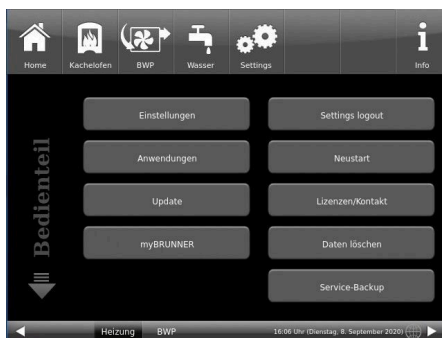 Home Kachelofen BWP Wasser Settings Info
Bedienteil
Einstellungen Settings logout
Anwendungen Neustart
Update Lizenzen/Kontakt
myBRUNNER Daten löschen
Service-Backup
Heizung BWP 16:06 Uhr (Dienstag, 8. September 2020)